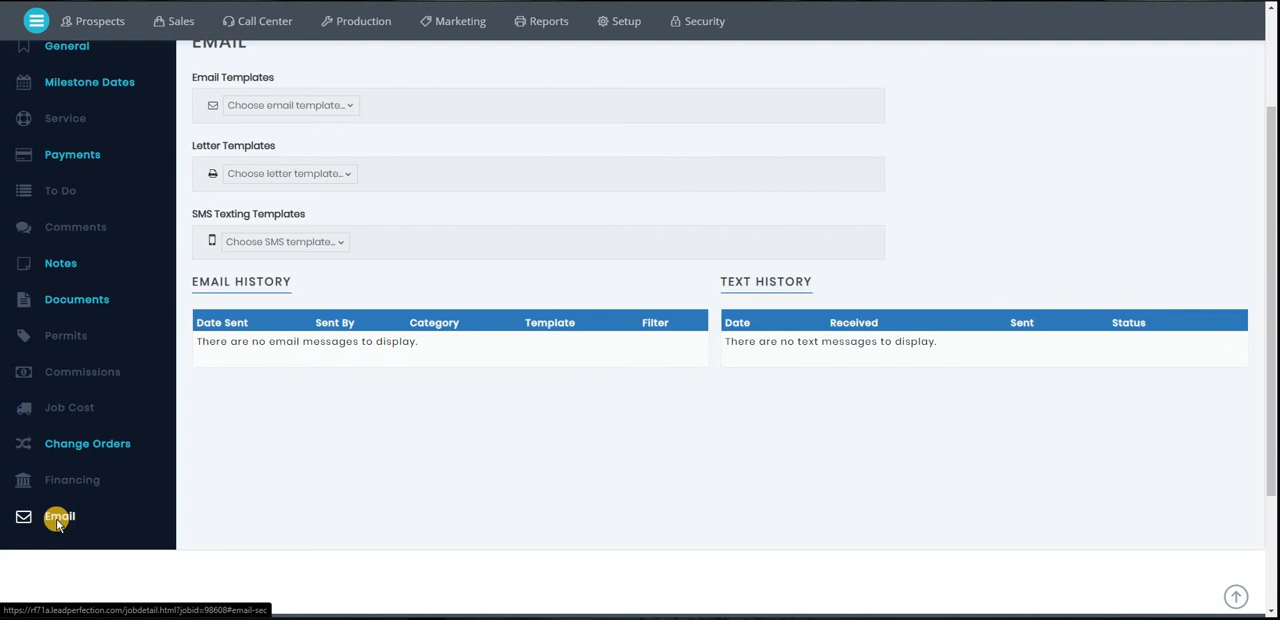 Prospects Sales Call Center Production Marketing Reports Setup Security
General
Milestone Dates
Service
Payments
To Do
Comments
Notes
Documents
Permits
Commissions
Job Cost
Change Orders
Financing
Email
EMAIL
Email Templates
Choose email template...
Letter Templates
Choose letter template...
SMS Texting Templates
Choose SMS template...
EMAIL HISTORY
Date Sent Sent By Category Template Filter
There are no email messages to display.
TEXT HISTORY
Date Received Sent Status
There are no text messages to display.
https://rf71a.leadperfection.com/jobdetail.html?jobid=98608#email-sec